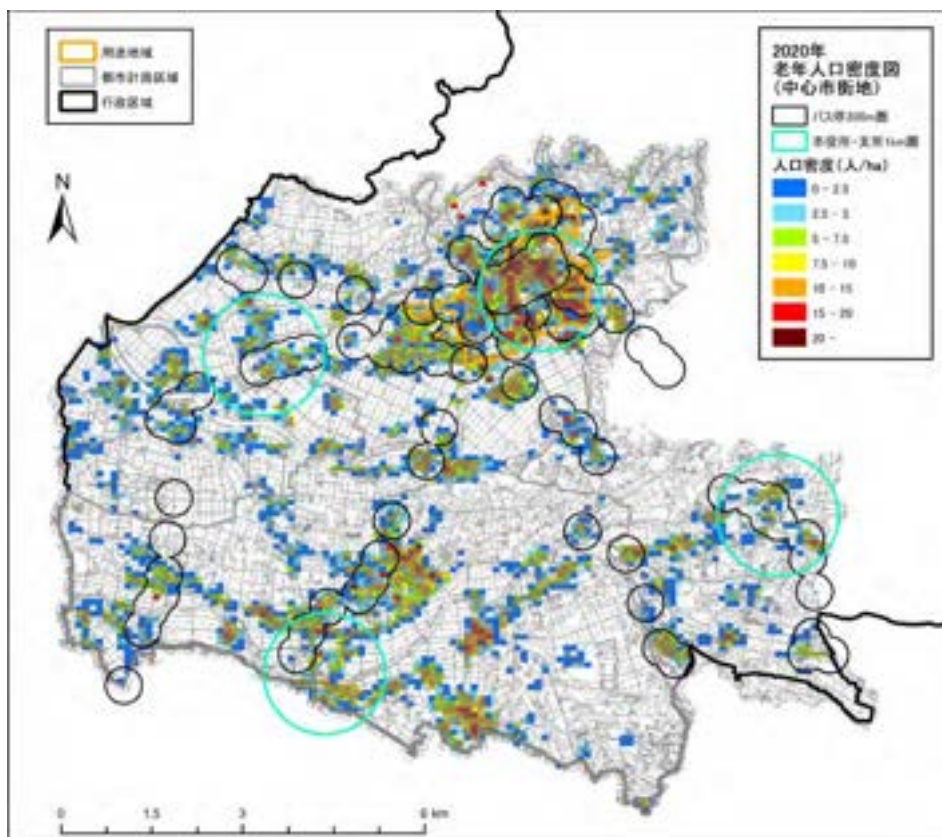 用途地域
都市計画区域
行政区域
N
2020年
老年人口密度図
(中心市街地)
バス停300m圏
市役所・支所1km圏
人口密度(人/ha)
0 - 2.5
2.5 - 5
5 - 7.5
7.5 - 10
10 - 15
15 - 20
20 -
0 1.5 3 6 km